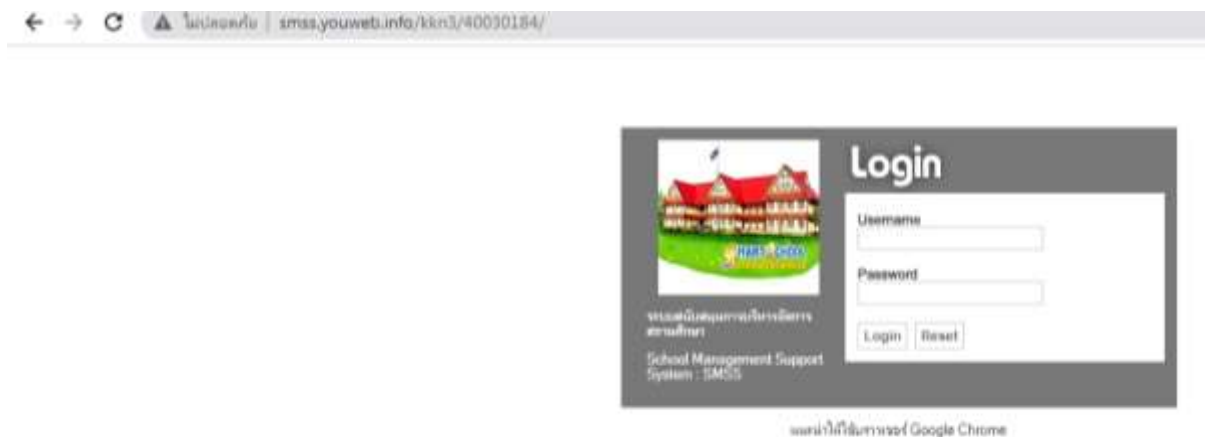 ไม่ปลอดภัย | smss.youweb.info/kkn3/40030184/
Login
Username
Password
ระบบสนับสนุนการบริหารจัดการ
สถานศึกษา
Login Reset
School Management Support
System : SMSS
แนะนำให้ใช้บราวเซอร์ Google Chrome